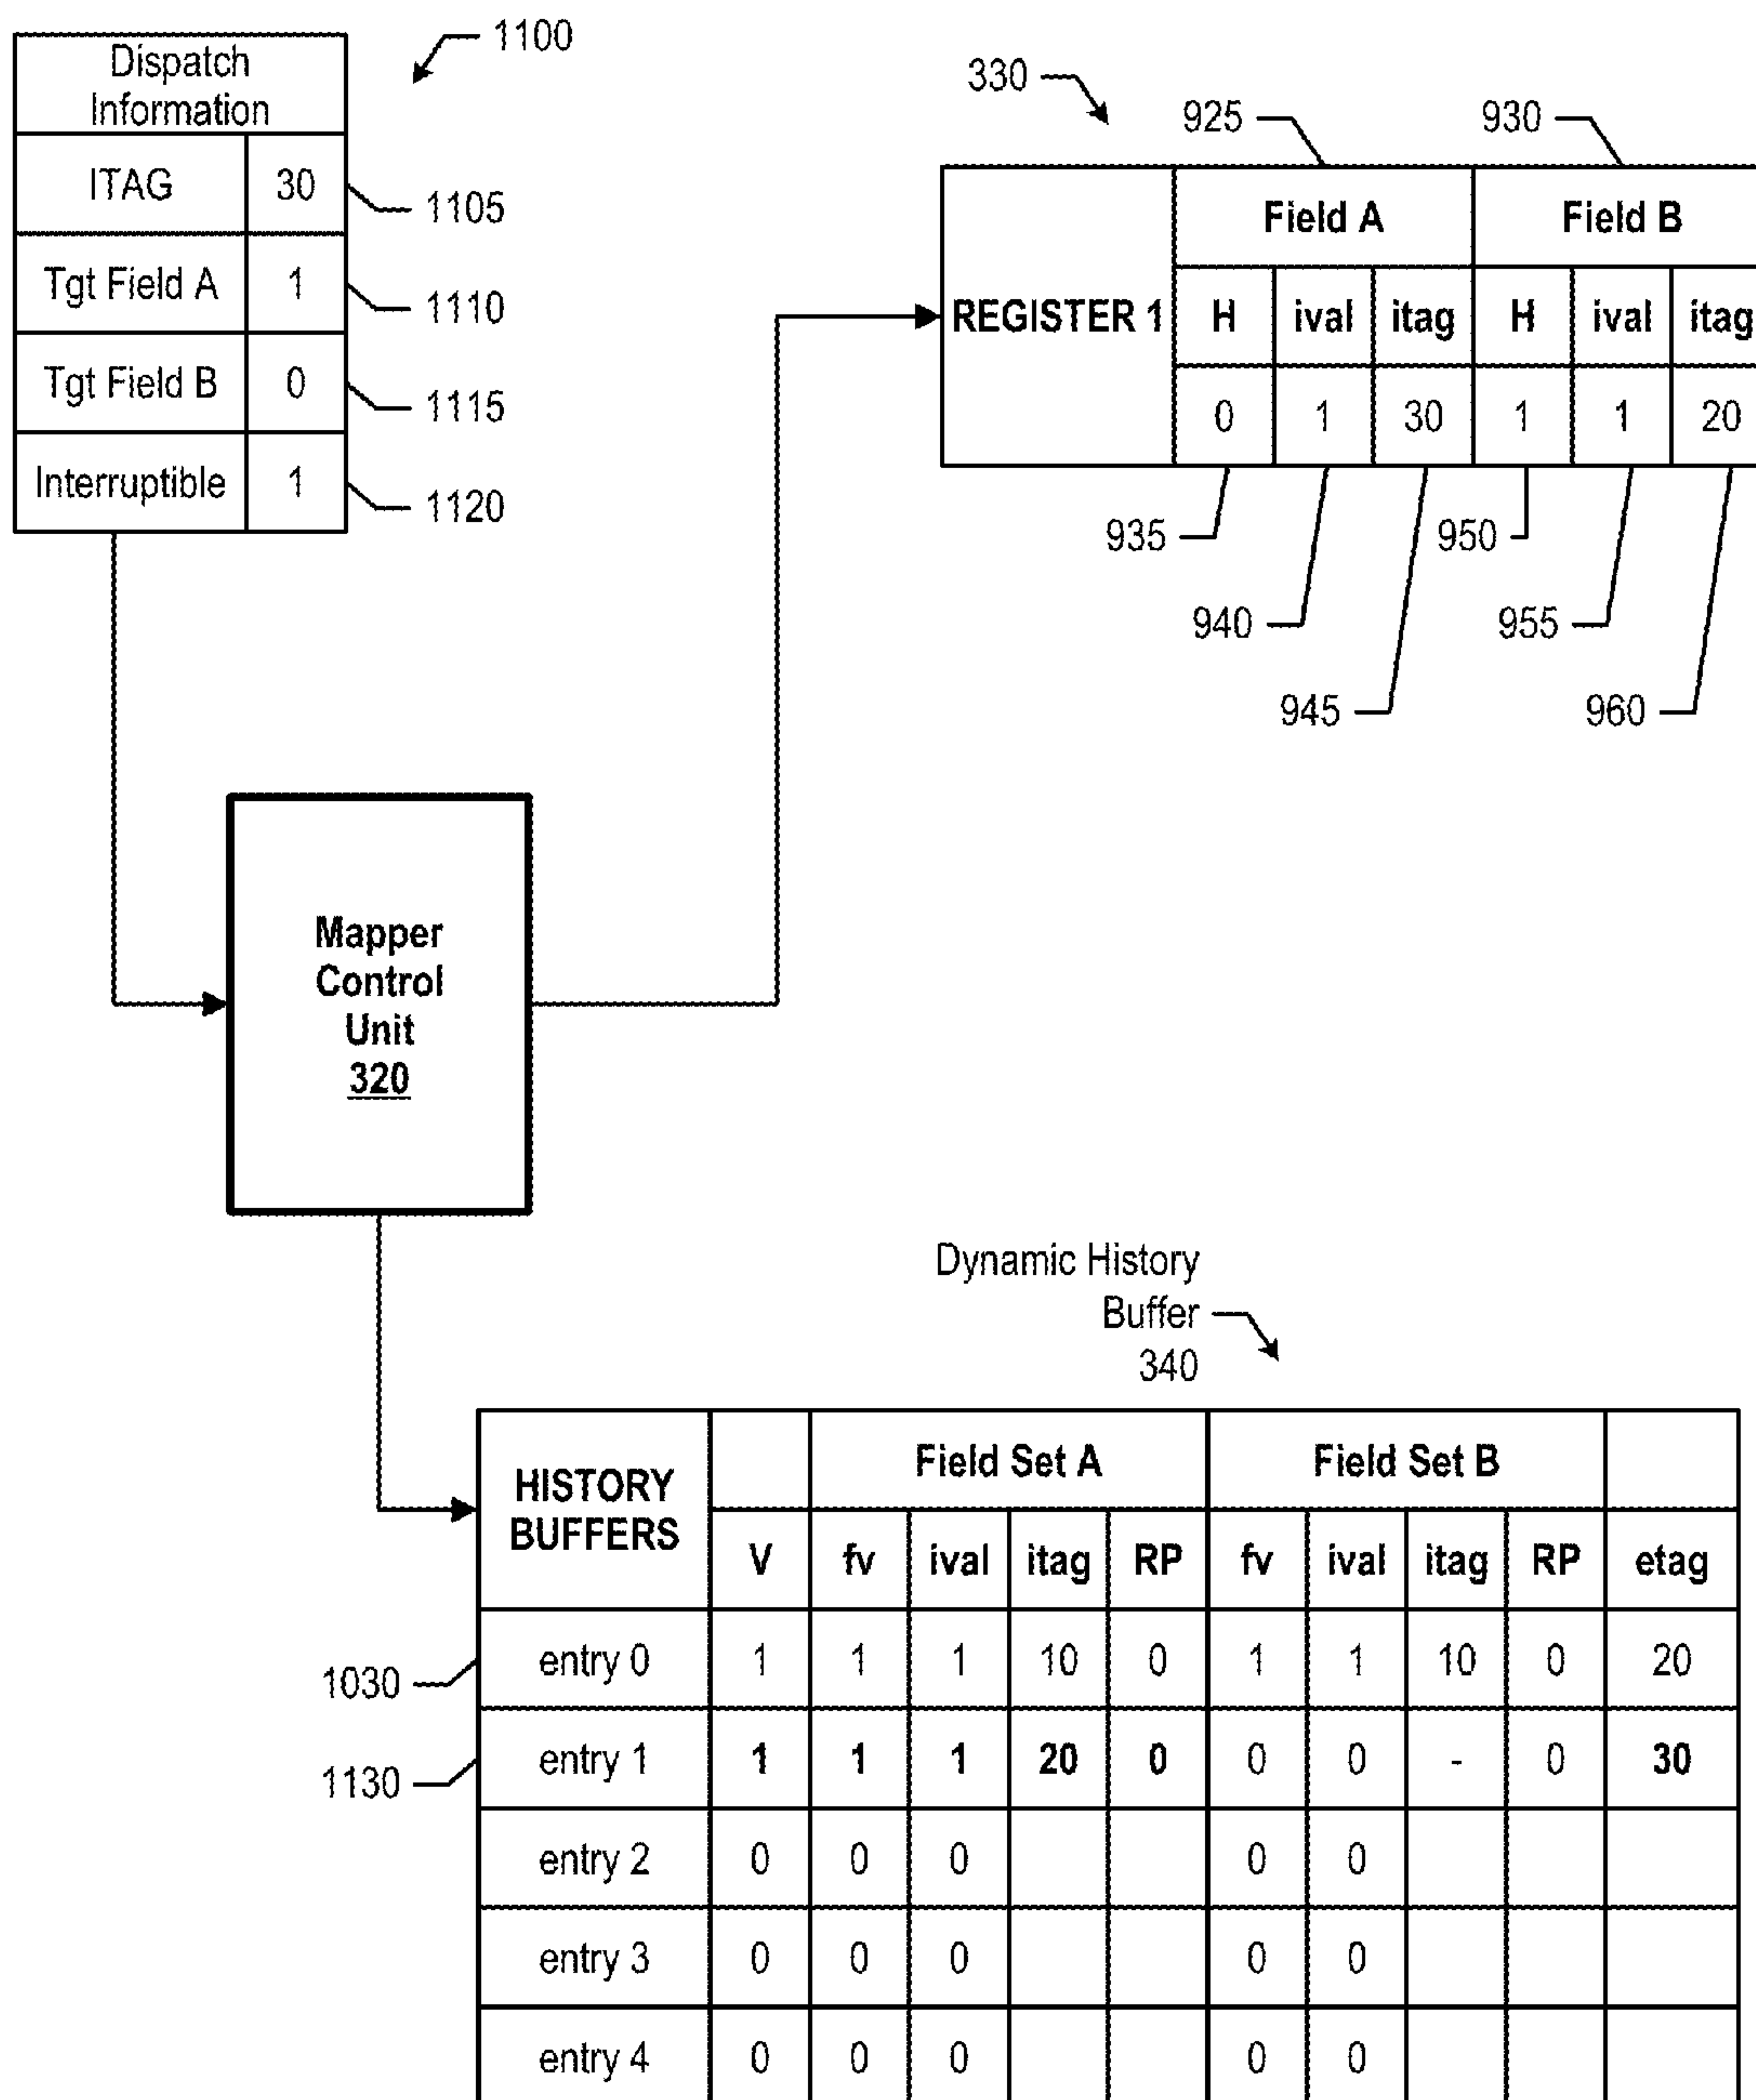 1100
Dispatch
Information
ITAG 30
1105
Tgt Field A 1
1110
Tgt Field B 0
1115
Interruptible 1
1120
330
925
930
REGISTER 1
Field A Field B
H ival itag H ival itag
0 1 30 1 1 20
935
950
940
955
945
960
Mapper
Control
Unit
320
Dynamic History
Buffer
340
HISTORY
BUFFERS
Field Set A Field Set B
V fv ival itag RP fv ival itag RP etag
1030
entry 0 1 1 1 10 0 1 1 10 0 20
1130
entry 1 1 1 1 20 0 0 0 - 0 30
entry 2 0 0 0 0 0
entry 3 0 0 0 0 0
entry 4 0 0 0 0 0